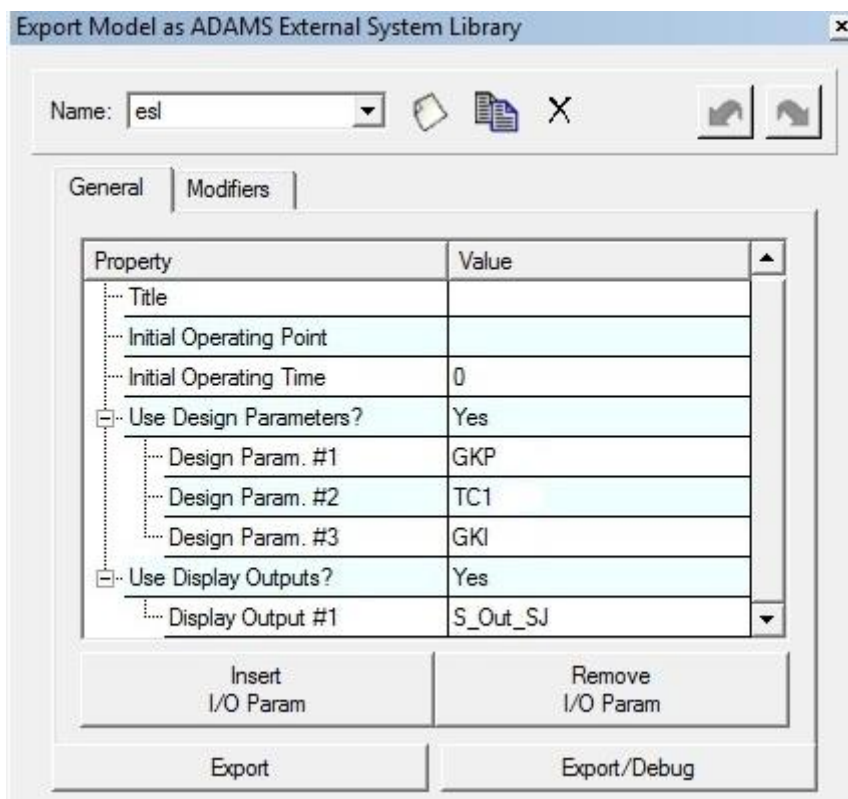 Export Model as ADAMS External System Library
Name: esl
General Modifiers
Property Value
Title
Initial Operating Point
Initial Operating Time 0
Use Design Parameters? Yes
Design Param. #1 GKP
Design Param. #2 TC1
Design Param. #3 GKI
Use Display Outputs? Yes
Display Output #1 S_Out_SJ
Insert Remove
I/O Param I/O Param
Export Export/Debug